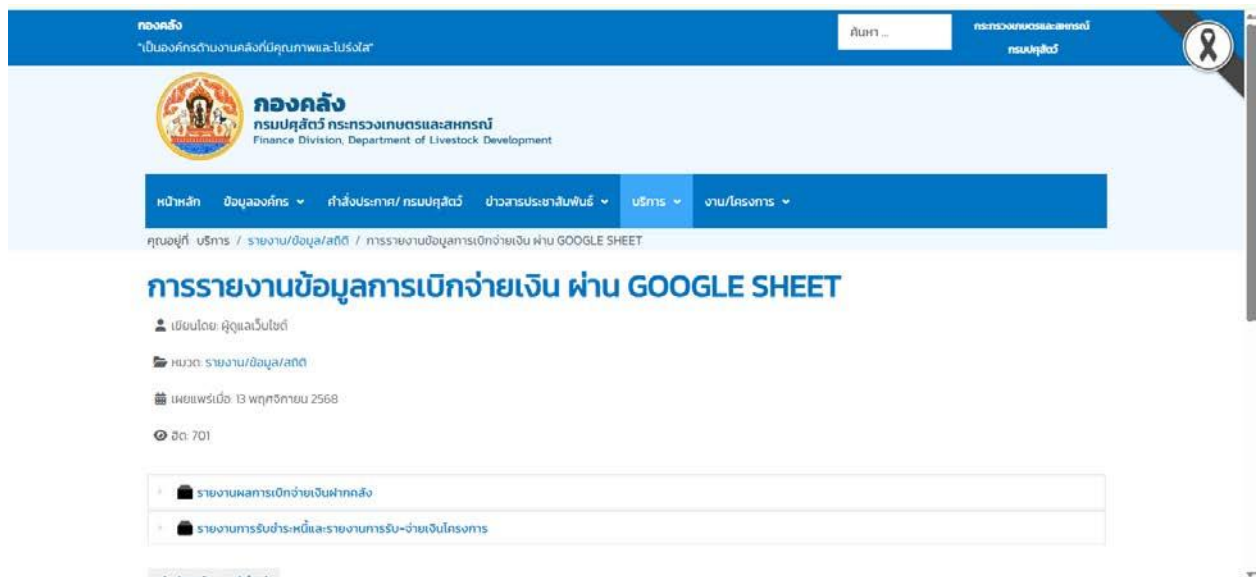 กองคลัง
"เป็นองค์กรด้านงานคลังที่มีคุณภาพและโปร่งใส"
ค้นหา ...
กระทรวงเกษตรและสหกรณ์
กรมปศุสัตว์
กองคลัง
กรมปศุสัตว์ กระทรวงเกษตรและสหกรณ์
Finance Division, Department of Livestock Development
หน้าหลัก ข้อมูลองค์กร คำสั่งประกาศ/ กรมปศุสัตว์ ข่าวสารประชาสัมพันธ์ บริการ งาน/โครงการ
คุณอยู่ที่ บริการ / รายงาน/ข้อมูล/สถิติ / การรายงานข้อมูลการเบิกจ่ายเงิน ผ่าน GOOGLE SHEET
การรายงานข้อมูลการเบิกจ่ายเงิน ผ่าน GOOGLE SHEET
เขียนโดย: ผู้ดูแลเว็บไซต์
หมวด: รายงาน/ข้อมูล/สถิติ
เผยแพร่เมื่อ: 13 พฤศจิกายน 2568
ฮิต: 701
รายงานผลการเบิกจ่ายเงินฝากคลัง
รายงานการรับชำระหนี้และรายงานการรับ-จ่ายเงินโครงการ